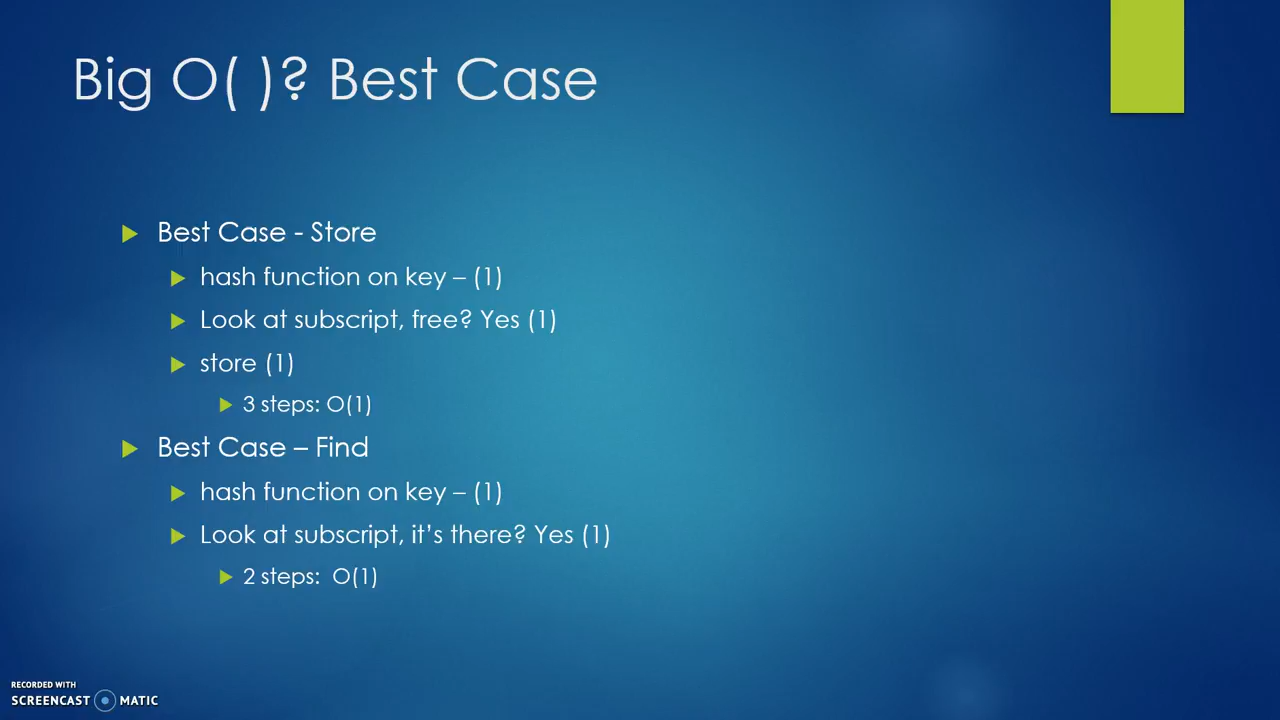 Big O( )? Best Case
Best Case - Store
hash function on key – (1)
Look at subscript, free? Yes (1)
store (1)
3 steps: O(1)
Best Case – Find
hash function on key – (1)
Look at subscript, it’s there? Yes (1)
2 steps:  O(1)
RECORDED WITH
SCREENCAST MATIC